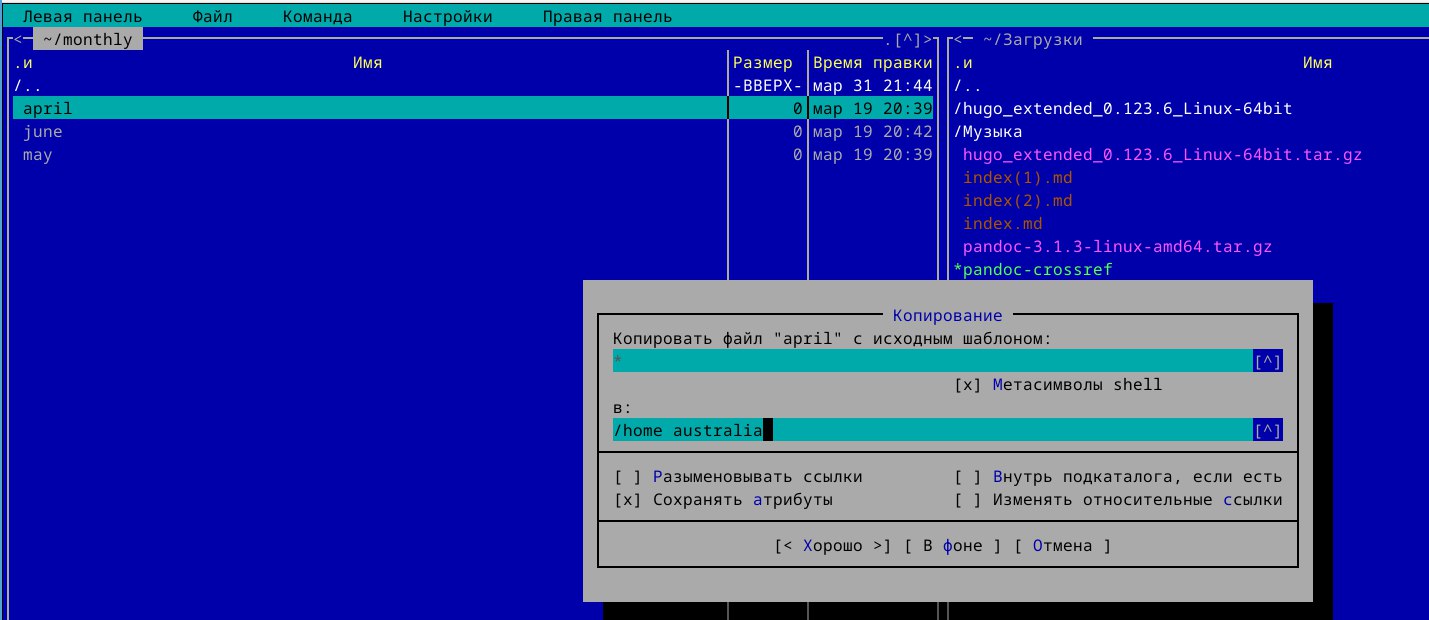 Левая панель Файл Команда Настройки Правая панель
<─ ~/monthly .[^]> <─ ~/Загрузки
.и Имя Размер Время правки .и Имя
/.. -ВВЕРХ- мар 31 21:44 /..
april 0 мар 19 20:39 /hugo_extended_0.123.6_Linux-64bit
june 0 мар 19 20:42 /Музыка
may 0 мар 19 20:39 hugo_extended_0.123.6_Linux-64bit.tar.gz
index(1).md
index(2).md
index.md
pandoc-3.1.3-linux-amd64.tar.gz
*pandoc-crossref
Копирование
Копировать файл "april" с исходным шаблоном:
* [^]
[x] Метасимволы shell
в:
/home australia [^]
[ ] Разыменовывать ссылки [ ] Внутрь подкаталога, если есть
[x] Сохранять атрибуты [ ] Изменять относительные ссылки
[< Хорошо >] [ В фоне ] [ Отмена ]